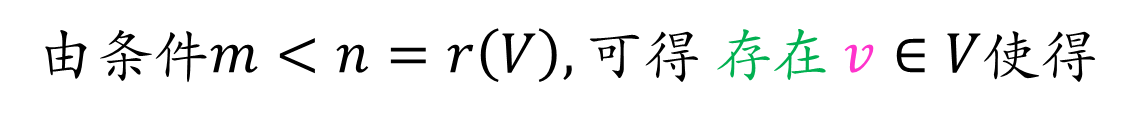 由条件m < n = r(V), 可得 存在 v ∈ V使得